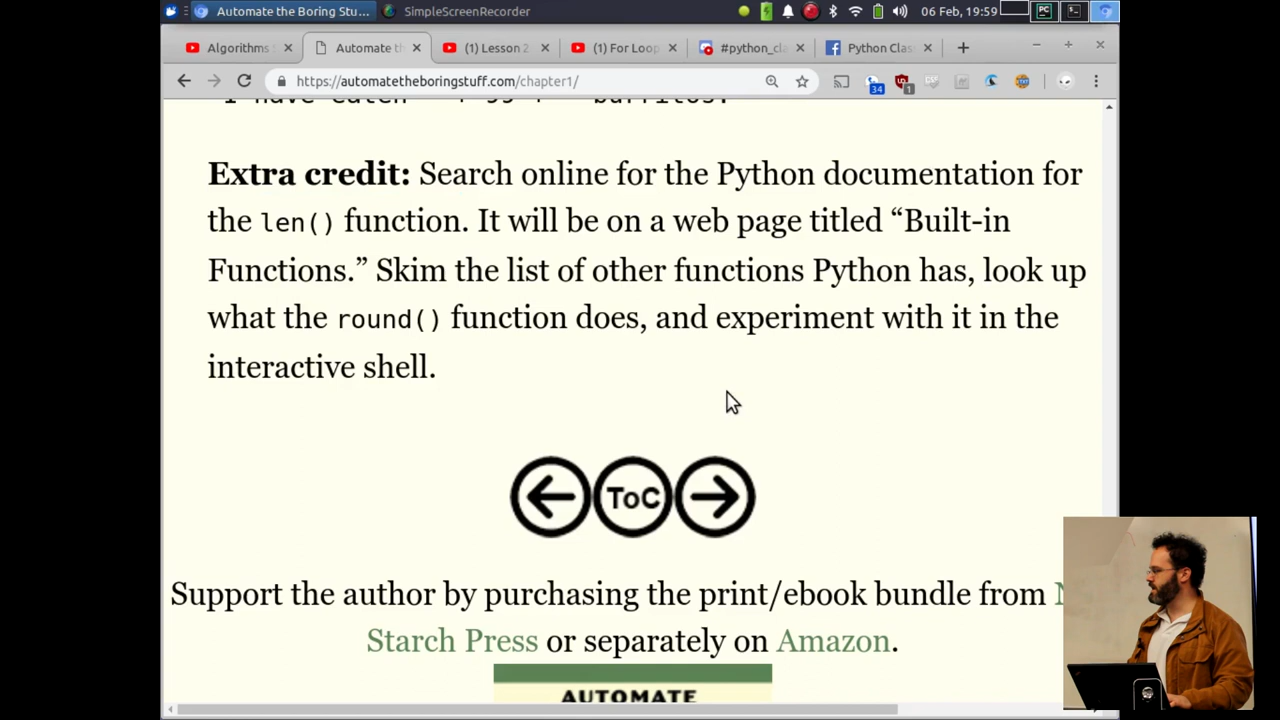 Automate the Boring Stu...
SimpleScreenRecorder
06 Feb, 19:59
Algorithms
Automate th
(1) Lesson 2
(1) For Loop
#python_cla
Python Clas
https://automatetheboringstuff.com/chapter1/
34
1
Extra credit: Search online for the Python documentation for
the len() function. It will be on a web page titled “Built-in
Functions.” Skim the list of other functions Python has, look up
what the round() function does, and experiment with it in the
interactive shell.
ToC
Support the author by purchasing the print/ebook bundle from
Starch Press or separately on Amazon.
AUTOMATE